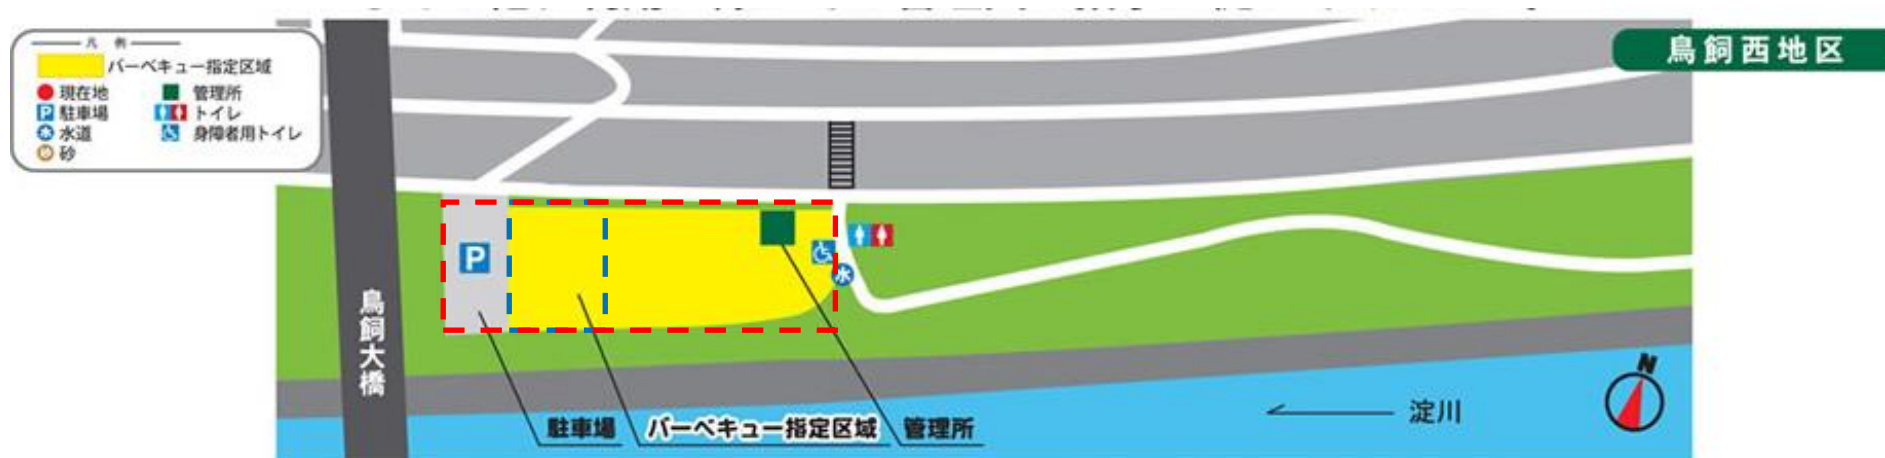 凡 例
バーベキュー指定区域
現在地
管理所
P 駐車場
トイレ
水 水道
身障者用トイレ
砂
鳥飼西地区
P
水
鳥飼大橋
駐車場
バーベキュー指定区域
管理所
淀川
N